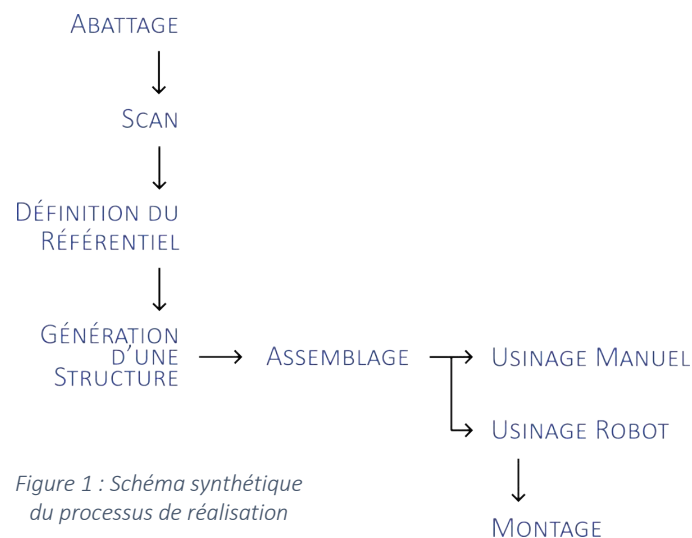 ABATTAGE
SCAN
DÉFINITION DU
RÉFÉRENTIEL
GÉNÉRATION
D'UNE
STRUCTURE
ASSEMBLAGE
USINAGE MANUEL
USINAGE ROBOT
MONTAGE
Figure 1 : Schéma synthétique
du processus de réalisation